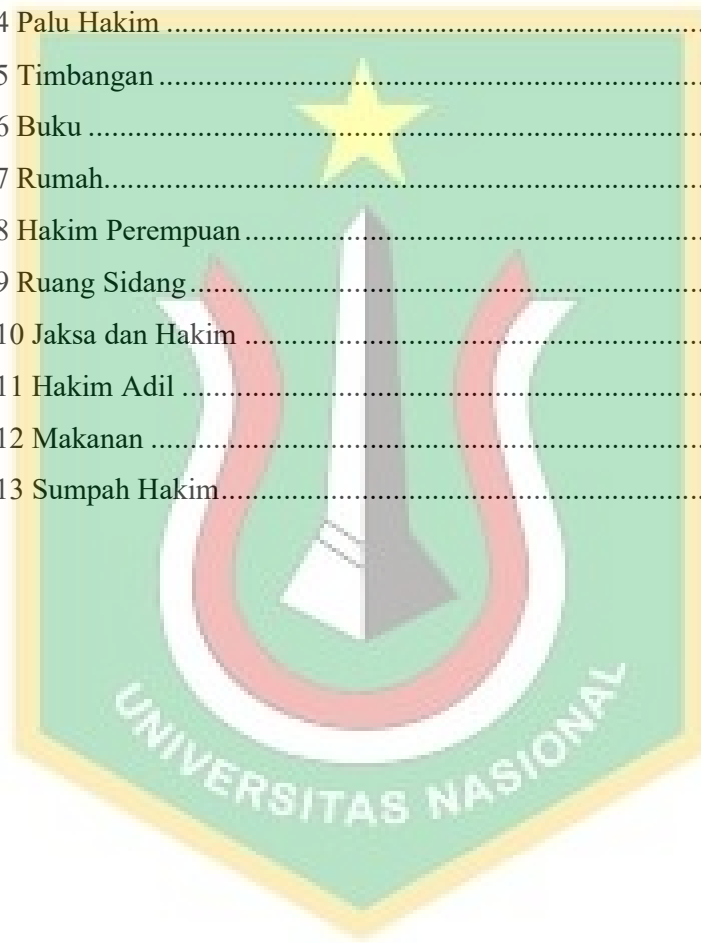 4 Palu Hakim ........................................................................
5 Timbangan ........................................................................
6 Buku ................................................................................
7 Rumah..............................................................................
8 Hakim Perempuan ............................................................
9 Ruang Sidang ...................................................................
10 Jaksa dan Hakim .............................................................
11 Hakim Adil .....................................................................
12 Makanan ........................................................................
13 Sumpah Hakim................................................................
UNIVERSITAS NASIONAL